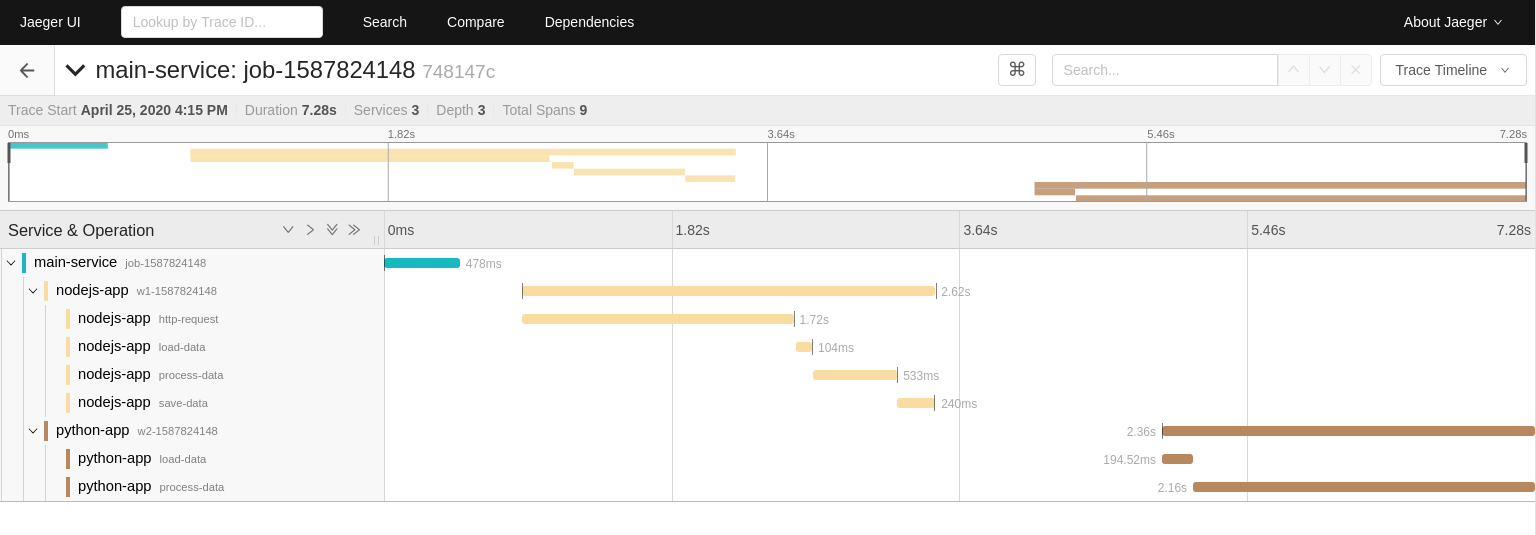 Jaeger UI Lookup by Trace ID... Search Compare Dependencies About Jaeger
main-service: job-1587824148 748147c ⌘ Search... Trace Timeline
Trace Start April 25, 2020 4:15 PM Duration 7.28s Services 3 Depth 3 Total Spans 9
0ms 1.82s 3.64s 5.46s 7.28s
Service & Operation 0ms 1.82s 3.64s 5.46s 7.28s
main-service job-1587824148 478ms
nodejs-app w1-1587824148 2.62s
nodejs-app http-request 1.72s
nodejs-app load-data 104ms
nodejs-app process-data 533ms
nodejs-app save-data 240ms
python-app w2-1587824148 2.36s
python-app load-data 194.52ms
python-app process-data 2.16s